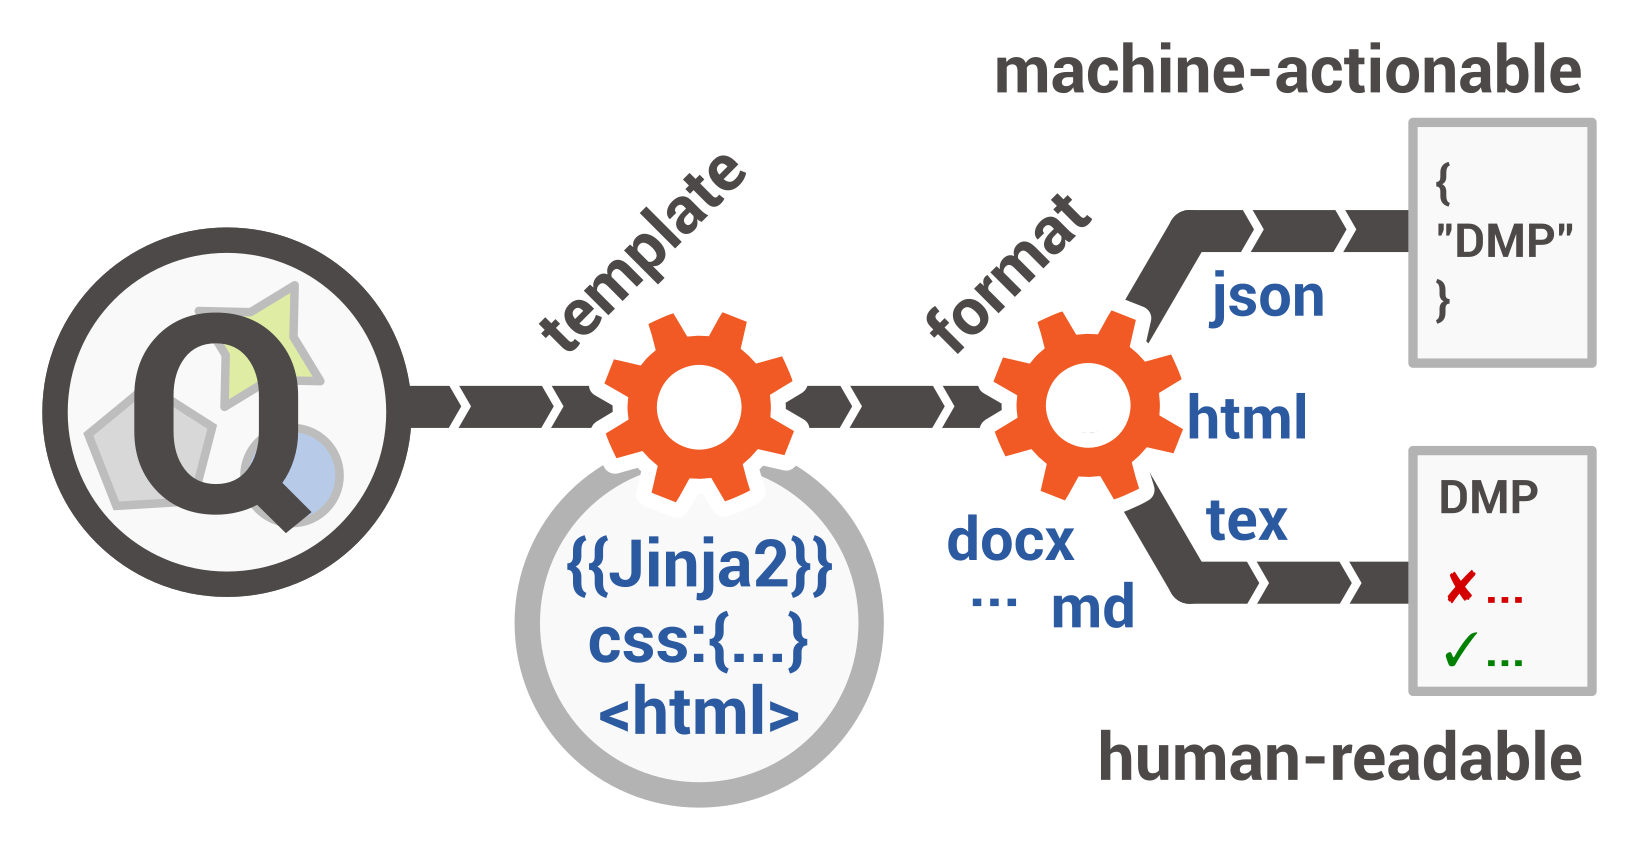 machine-actionable
template
format
Q
{
"DMP"
}
json
html
{{Jinja2}}
css:{...}
<html>
docx
... md
tex
DMP
✘ ...
✓ ...
human-readable